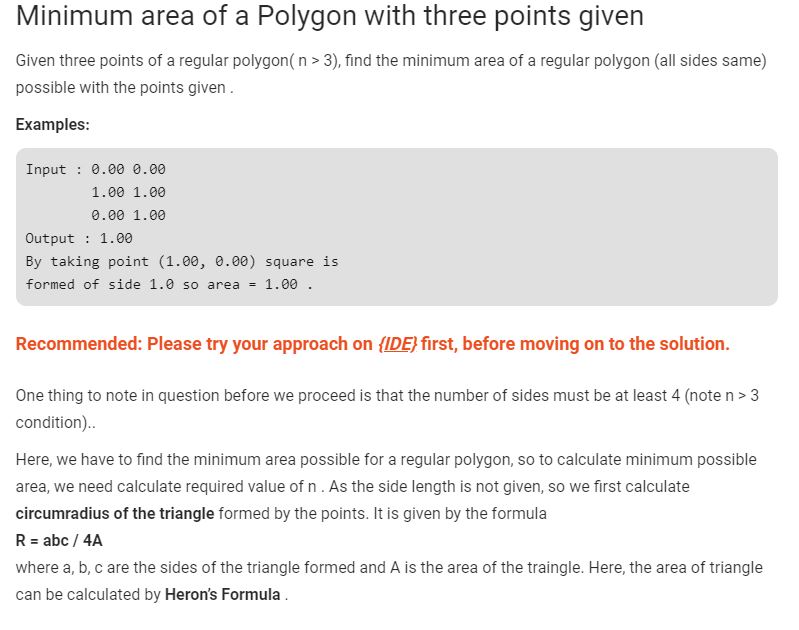 Minimum area of a Polygon with three points given
Given three points of a regular polygon( n > 3), find the minimum area of a regular polygon (all sides same)
possible with the points given .
Examples:
Input : 0.00 0.00
1.00 1.00
0.00 1.00
Output : 1.00
By taking point (1.00, 0.00) square is
formed of side 1.0 so area = 1.00 .
Recommended: Please try your approach on {IDE} first, before moving on to the solution.
One thing to note in question before we proceed is that the number of sides must be at least 4 (note n > 3
condition)..
Here, we have to find the minimum area possible for a regular polygon, so to calculate minimum possible
area, we need calculate required value of n . As the side length is not given, so we first calculate
circumradius of the triangle formed by the points. It is given by the formula
R = abc / 4A
where a, b, c are the sides of the triangle formed and A is the area of the traingle. Here, the area of triangle
can be calculated by Heron's Formula .